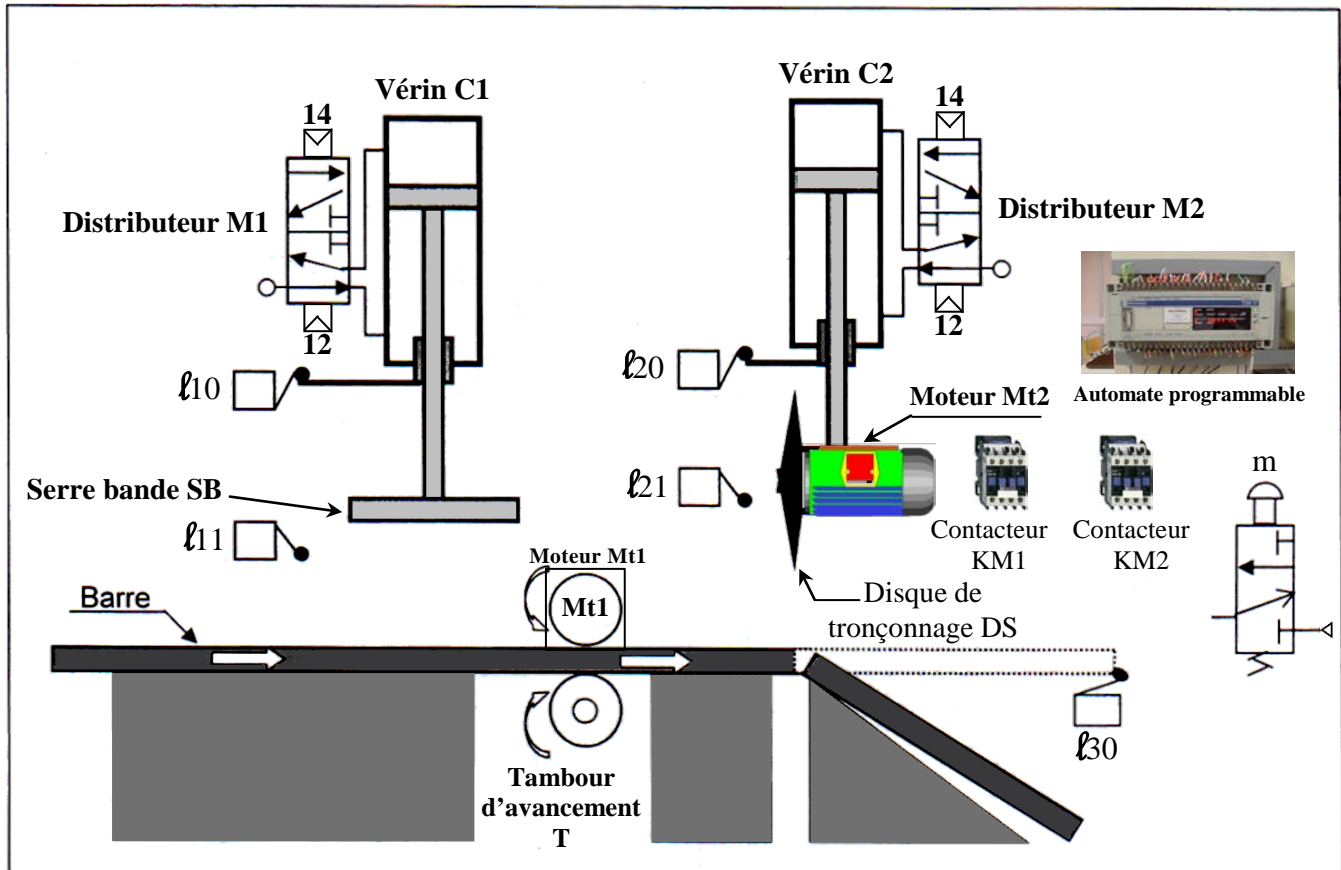 Vérin C1
Vérin C2
14
14
Distributeur M1
Distributeur M2
12
12
ℓ10
ℓ20
Moteur Mt2
Automate programmable
Serre bande SB
ℓ21
m
ℓ11
Contacteur
KM1
Contacteur
KM2
Moteur Mt1
Barre
Mt1
Disque de
tronçonnage DS
ℓ30
Tambour
d'avancement
T